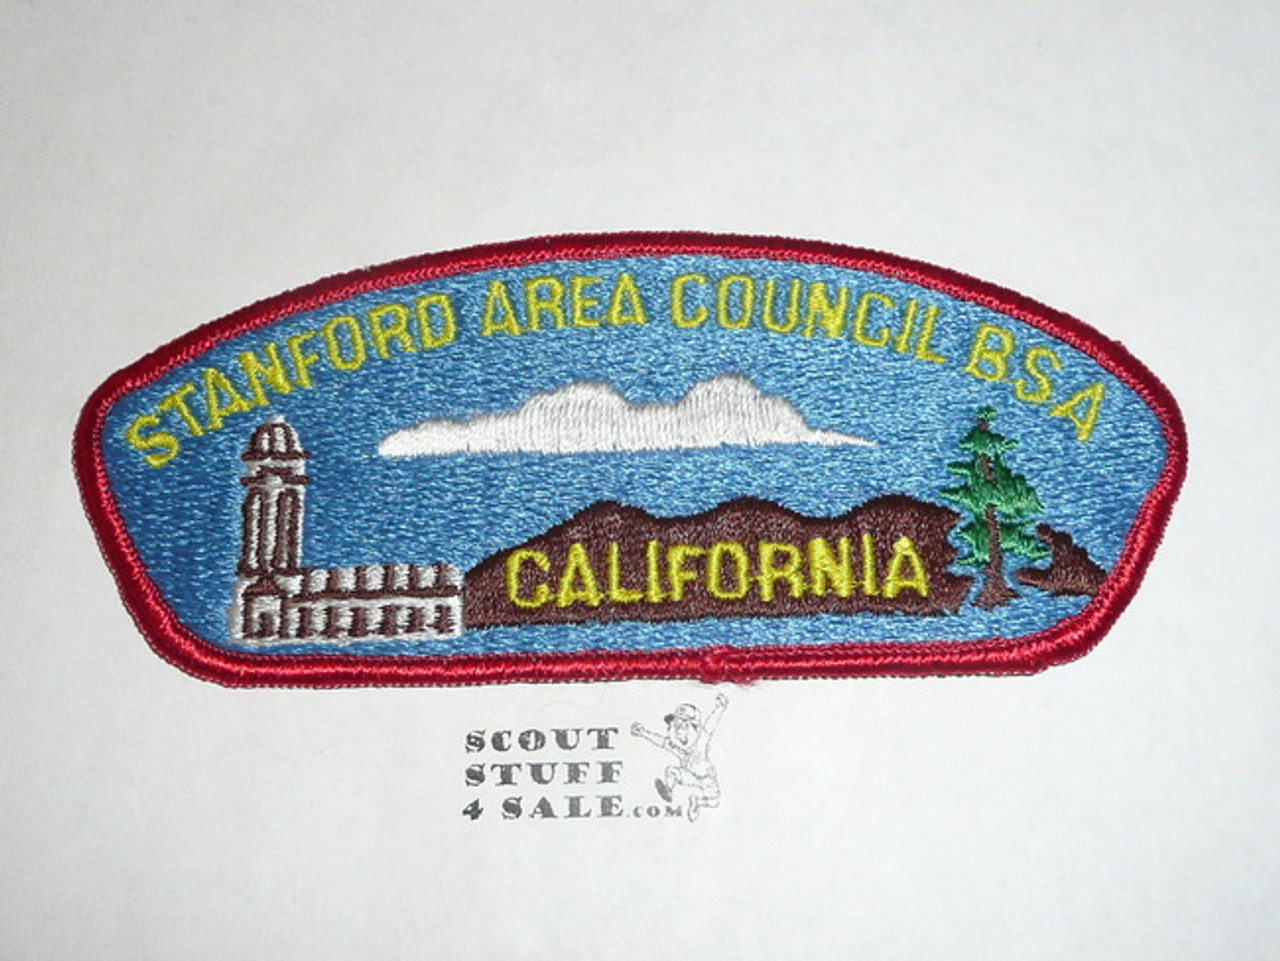 STANFORD AREA COUNCIL BSA
CALIFORNIA
SCOUT
STUFF
4 SALE.COM